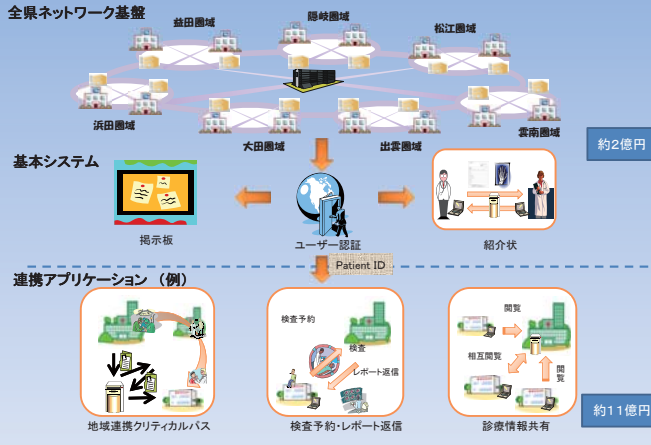 全県ネットワーク基盤
益田圏域
隠岐圏域
松江圏域
浜田圏域
大田圏域
出雲圏域
雲南圏域
約2億円
基本システム
掲示板
ユーザー認証
紹介状
Patient ID
連携アプリケーション （例）
検査予約
検査
レポート返信
閲覧
相互閲覧
閲覧
約11億円
地域連携クリティカルパス
検査予約・レポート返信
診療情報共有